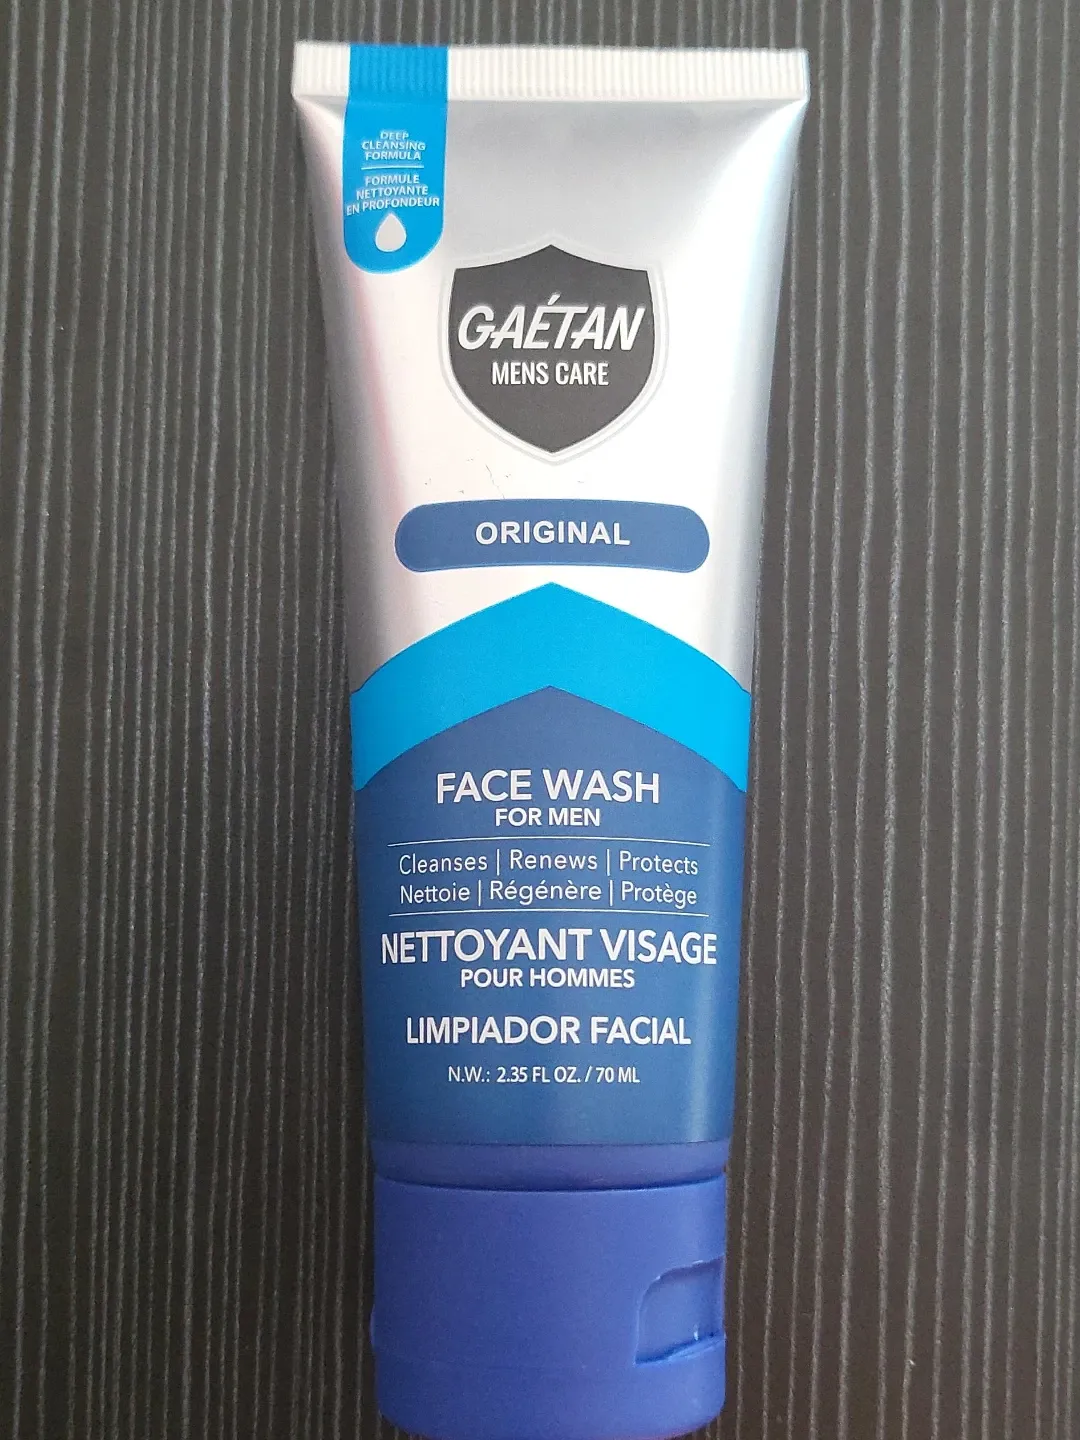 DEEP
CLEANSING
FORMULA
FORMULE
NETTOYANTE
EN PROFONDEUR
GAÉTAN
MENS CARE
ORIGINAL
FACE WASH
FOR MEN
Cleanses | Renews | Protects
Nettoie | Régénère | Protège
NETTOYANT VISAGE
POUR HOMMES
LIMPIADOR FACIAL
N.W.: 2.35 FL OZ. / 70 ML